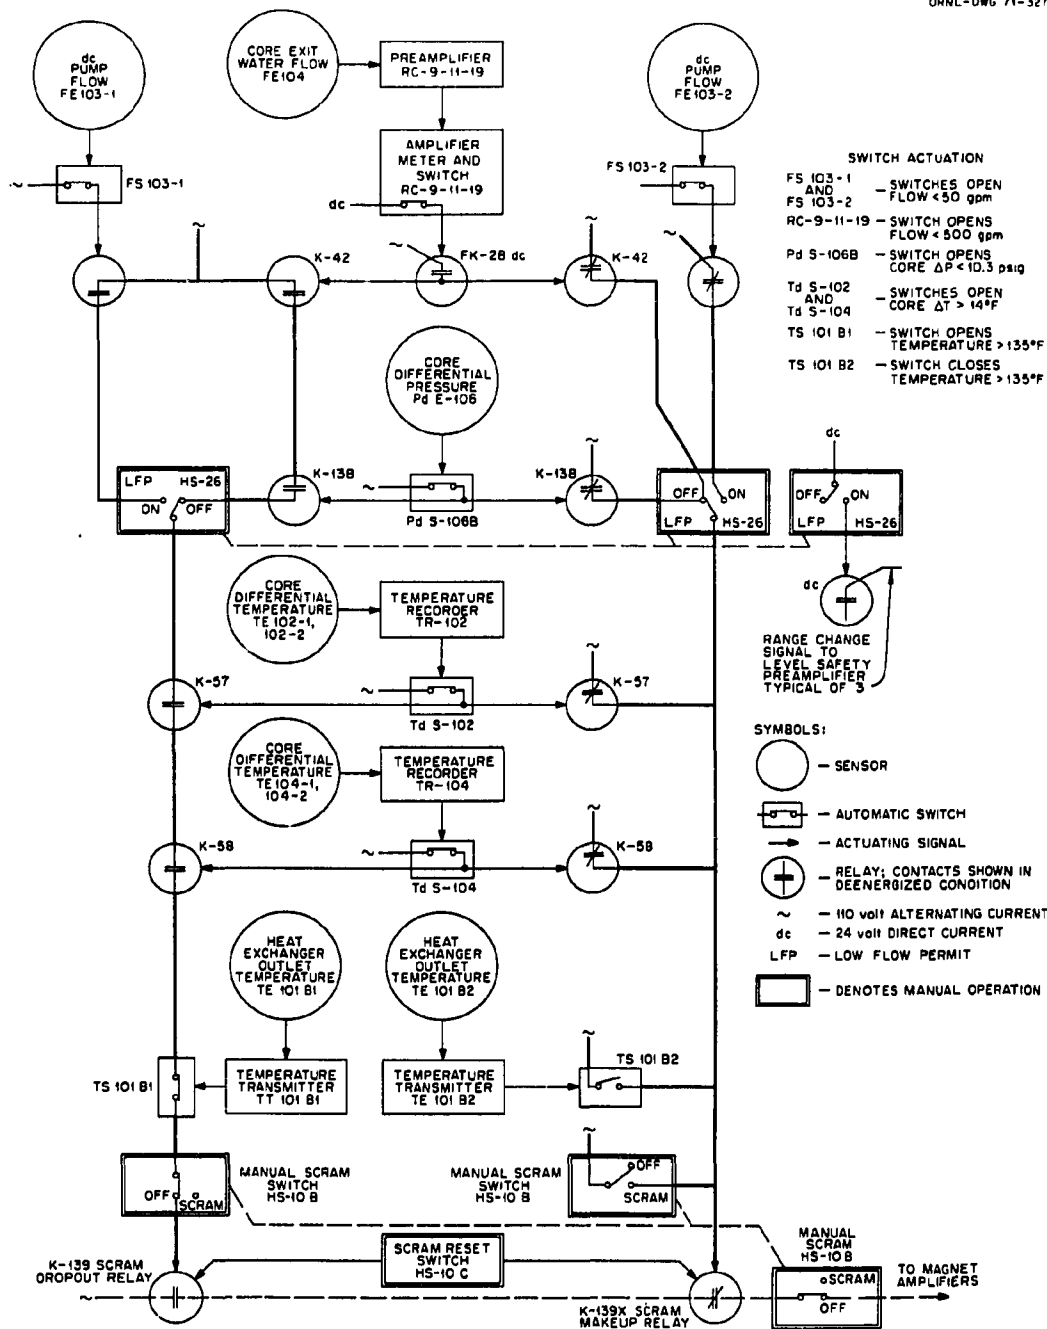 ORNL-DWG 71-321
dc
PUMP
FLOW
FE103-1
CORE EXIT
WATER FLOW
FE104
PREAMPLIFIER
RC-9-11-19
dc
PUMP
FLOW
FE103-2
AMPLIFIER
METER AND
SWITCH
RC-9-11-19
dc
FS 103-1
~
FS 103-2
SWITCH ACTUATION
FS 103-1
AND
FS 103-2
– SWITCHES OPEN
FLOW < 50 gpm
RC-9-11-19 – SWITCH OPENS
FLOW < 500 gpm
Pd S-106B – SWITCH OPENS
CORE ΔP < 10.3 psig
Td S-102
AND
Td S-104
– SWITCHES OPEN
CORE ΔT > 14°F
TS 101 B1 – SWITCH OPENS
TEMPERATURE > 135°F
TS 101 B2 – SWITCH CLOSES
TEMPERATURE > 135°F
~
K-42
~
FK-28 dc
~
K-42
~
CORE
DIFFERENTIAL
PRESSURE
Pd E-106
LFP HS-26
ON OFF
K-138
~
Pd S-106B
~
K-138
OFF ON
LFP HS-26
dc
OFF ON
LFP HS-26
dc
RANGE CHANGE
SIGNAL TO
LEVEL SAFETY
PREAMPLIFIER
TYPICAL OF 3
CORE
DIFFERENTIAL
TEMPERATURE
TE 102-1,
102-2
TEMPERATURE
RECORDER
TR-102
K-57
~
Td S-102
~
K-57
CORE
DIFFERENTIAL
TEMPERATURE
TE 104-1,
104-2
TEMPERATURE
RECORDER
TR-104
K-58
~
Td S-104
~
K-58
SYMBOLS:
– SENSOR
– AUTOMATIC SWITCH
– ACTUATING SIGNAL
– RELAY; CONTACTS SHOWN IN
DEENERGIZED CONDITION
~ – 110 volt ALTERNATING CURRENT
dc – 24 volt DIRECT CURRENT
LFP – LOW FLOW PERMIT
– DENOTES MANUAL OPERATION
HEAT
EXCHANGER
OUTLET
TEMPERATURE
TE 101 B1
HEAT
EXCHANGER
OUTLET
TEMPERATURE
TE 101 B2
TS 101 B1
TEMPERATURE
TRANSMITTER
TT 101 B1
TEMPERATURE
TRANSMITTER
TE 101 B2
~
TS 101 B2
OFF SCRAM
MANUAL SCRAM
SWITCH
HS-10 B
MANUAL SCRAM
SWITCH
HS-10 B
~
OFF
SCRAM
K-139 SCRAM
DROPOUT RELAY
~
SCRAM RESET
SWITCH
HS-10 C
K-139X SCRAM
MAKEUP RELAY
MANUAL
SCRAM
HS-10 B
SCRAM
OFF
TO MAGNET
AMPLIFIERS